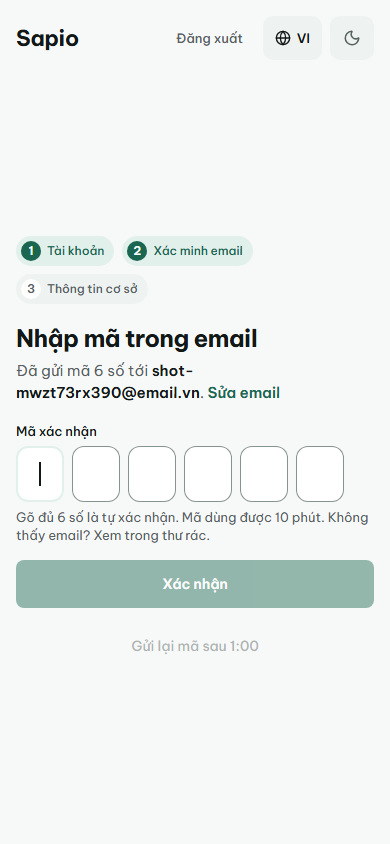 Sapio
Đăng xuất
VI
1 Tài khoản
2 Xác minh email
3 Thông tin cơ sở
Nhập mã trong email
Đã gửi mã 6 số tới shot-
mwzt73rx390@email.vn. Sửa email
Mã xác nhận
Gõ đủ 6 số là tự xác nhận. Mã dùng được 10 phút. Không
thấy email? Xem trong thư rác.
Xác nhận
Gửi lại mã sau 1:00